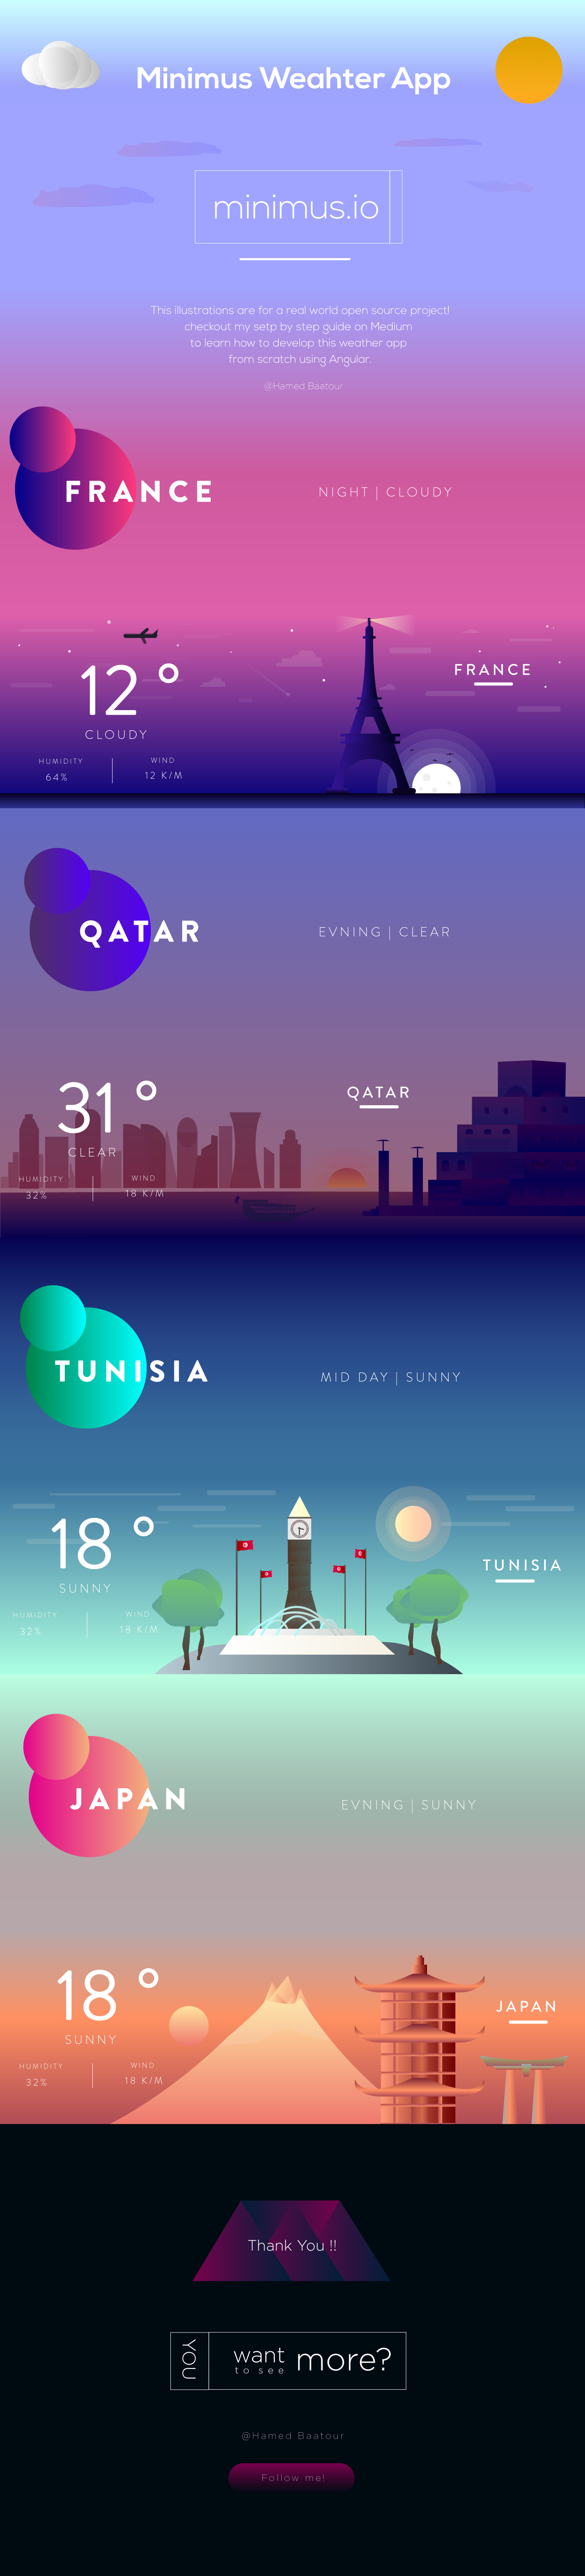 Minimus Weahter App
minimus.io
This illustrations are for a real world open source project!
checkout my setp by step guide on Medium
to learn how to develop this weather app
from scratch using Angular.
@Hamed Baatour
FRANCE
NIGHT | CLOUDY
12 °
CLOUDY
HUMIDITY
64%
WIND
12 K/M
FRANCE
QATAR
EVNING | CLEAR
31 °
CLEAR
HUMIDITY
32%
WIND
18 K/M
QATAR
TUNISIA
MID DAY | SUNNY
18 °
SUNNY
HUMIDITY
32%
WIND
18 K/M
TUNISIA
JAPAN
EVNING | SUNNY
18 °
SUNNY
HUMIDITY
32%
WIND
18 K/M
JAPAN
Thank You !!
YOU
want
to see
more?
@Hamed Baatour
Follow me!